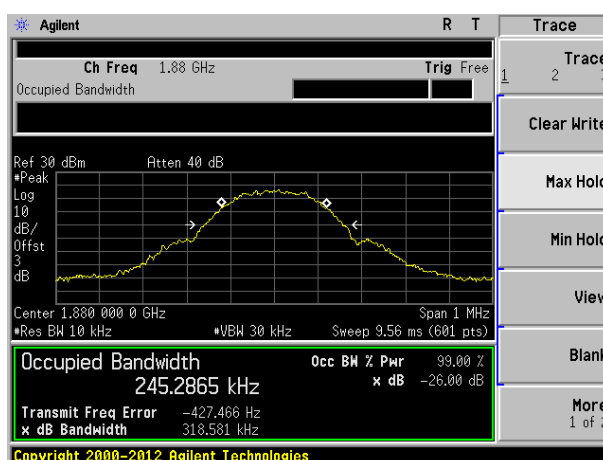 Agilent R T Trace
Ch Freq 1.88 GHz Trig Free
Occupied Bandwidth
Trace
1 2
Clear Write
Max Hold
Min Hold
View
Blank
More
1 of 2
Ref 30 dBm Atten 40 dB
#Peak
Log
10
dB/
Offst
3
dB
Center 1.880 000 0 GHz Span 1 MHz
#Res BW 10 kHz #VBW 30 kHz Sweep 9.56 ms (601 pts)
Occupied Bandwidth Occ BW % Pwr 99.00 %
245.2865 kHz x dB -26.00 dB
Transmit Freq Error -427.466 Hz
x dB Bandwidth 318.581 kHz
Copyright 2000-2012 Agilent Technologies